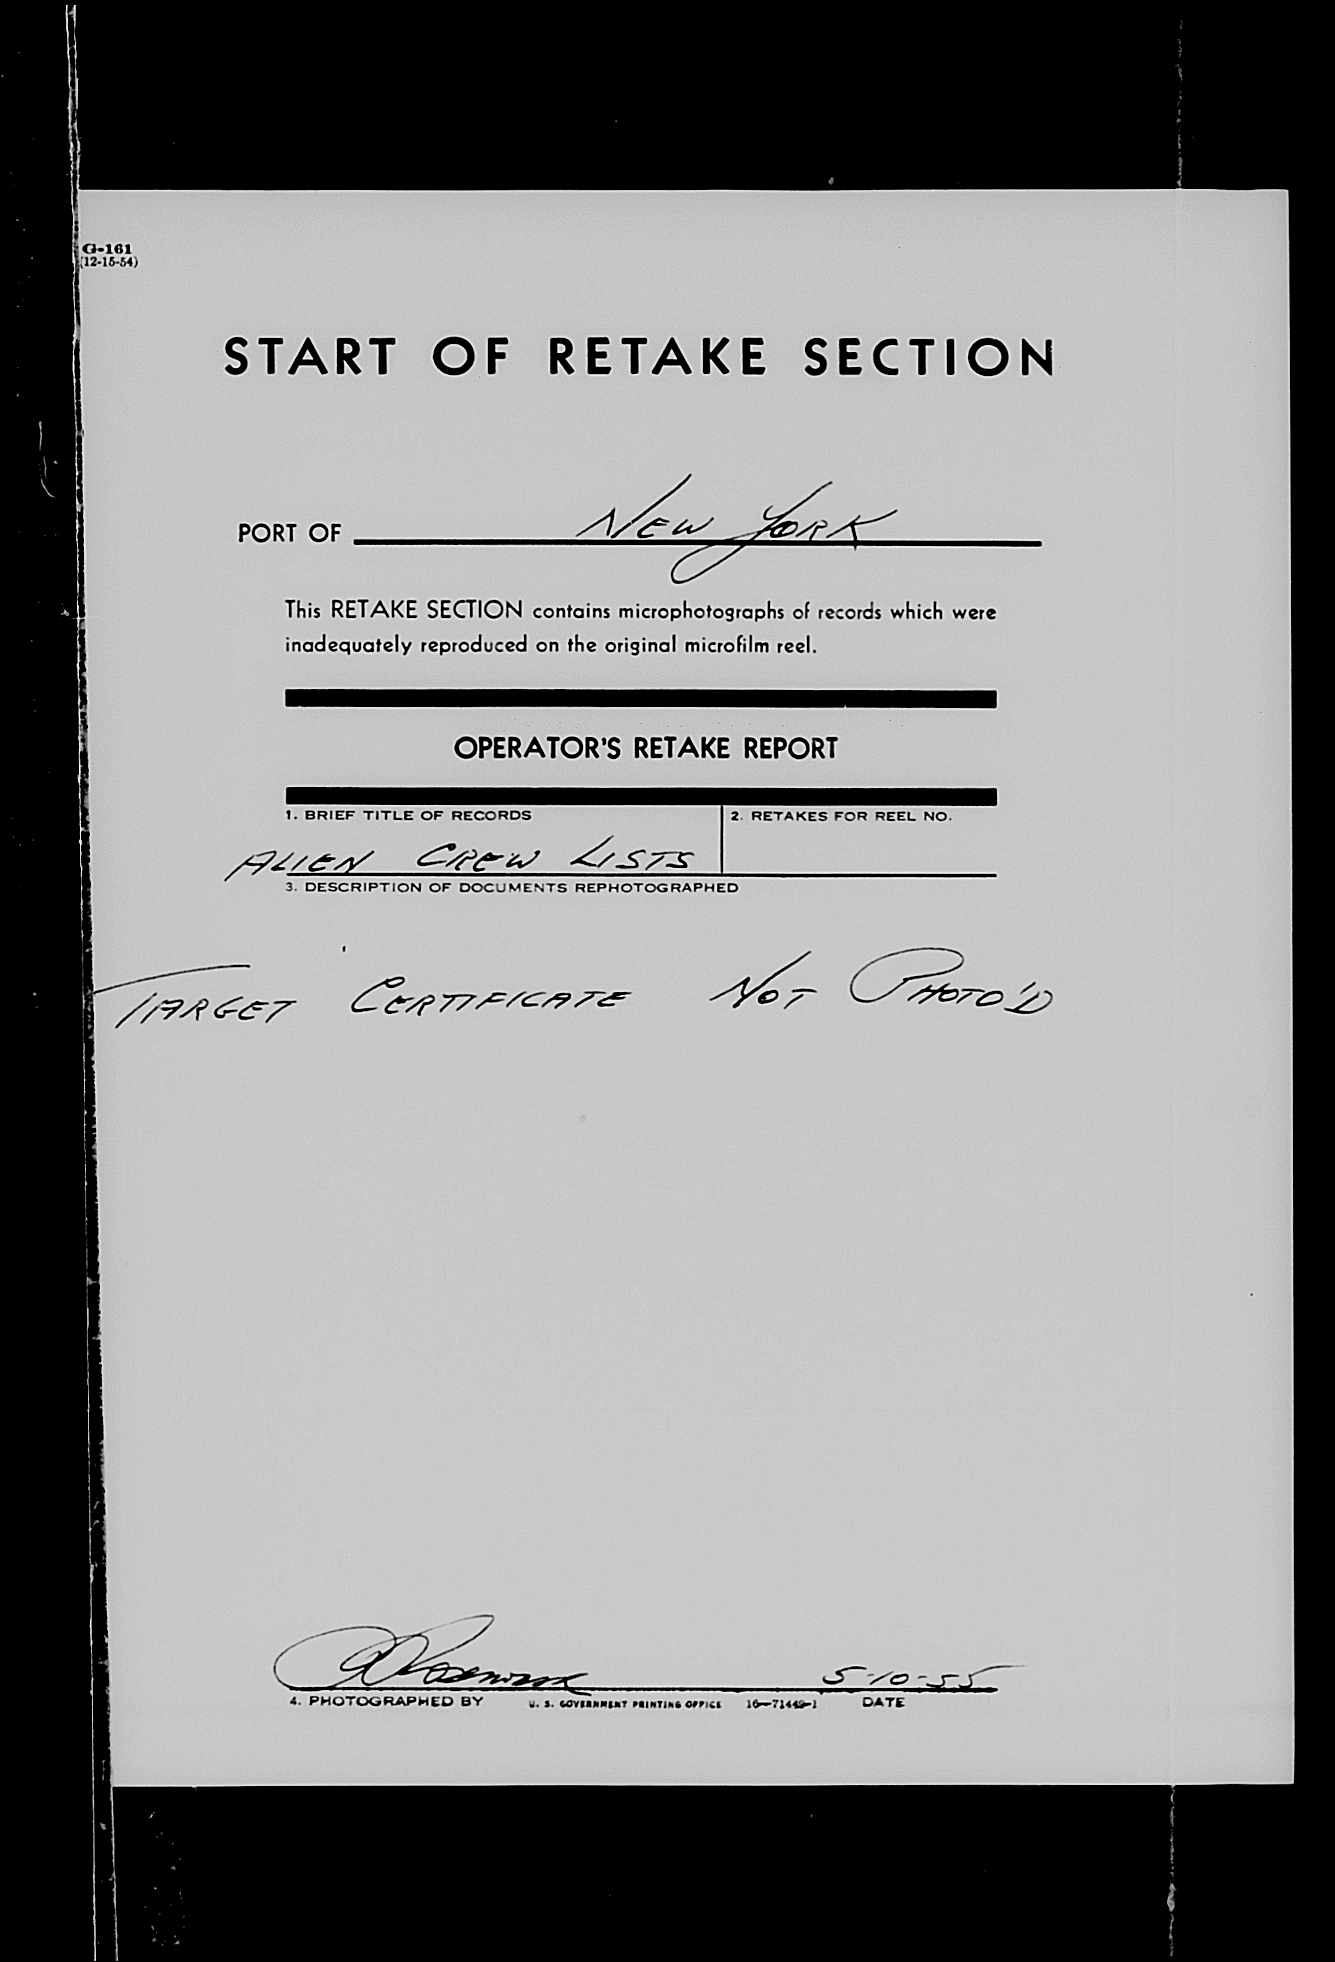 G-161
(12-15-54)
START OF RETAKE SECTION
PORT OF NEW YORK
This RETAKE SECTION contains microphotographs of records which were
inadequately reproduced on the original microfilm reel.
OPERATOR'S RETAKE REPORT
1. BRIEF TITLE OF RECORDS 2. RETAKES FOR REEL NO.
ALIEN CREW LISTS
3. DESCRIPTION OF DOCUMENTS REPHOTOGRAPHED
TARGET CERTIFICATE NOT PHOTO'D
5-10-55
4. PHOTOGRAPHED BY U. S. GOVERNMENT PRINTING OFFICE 16—71449-1 DATE